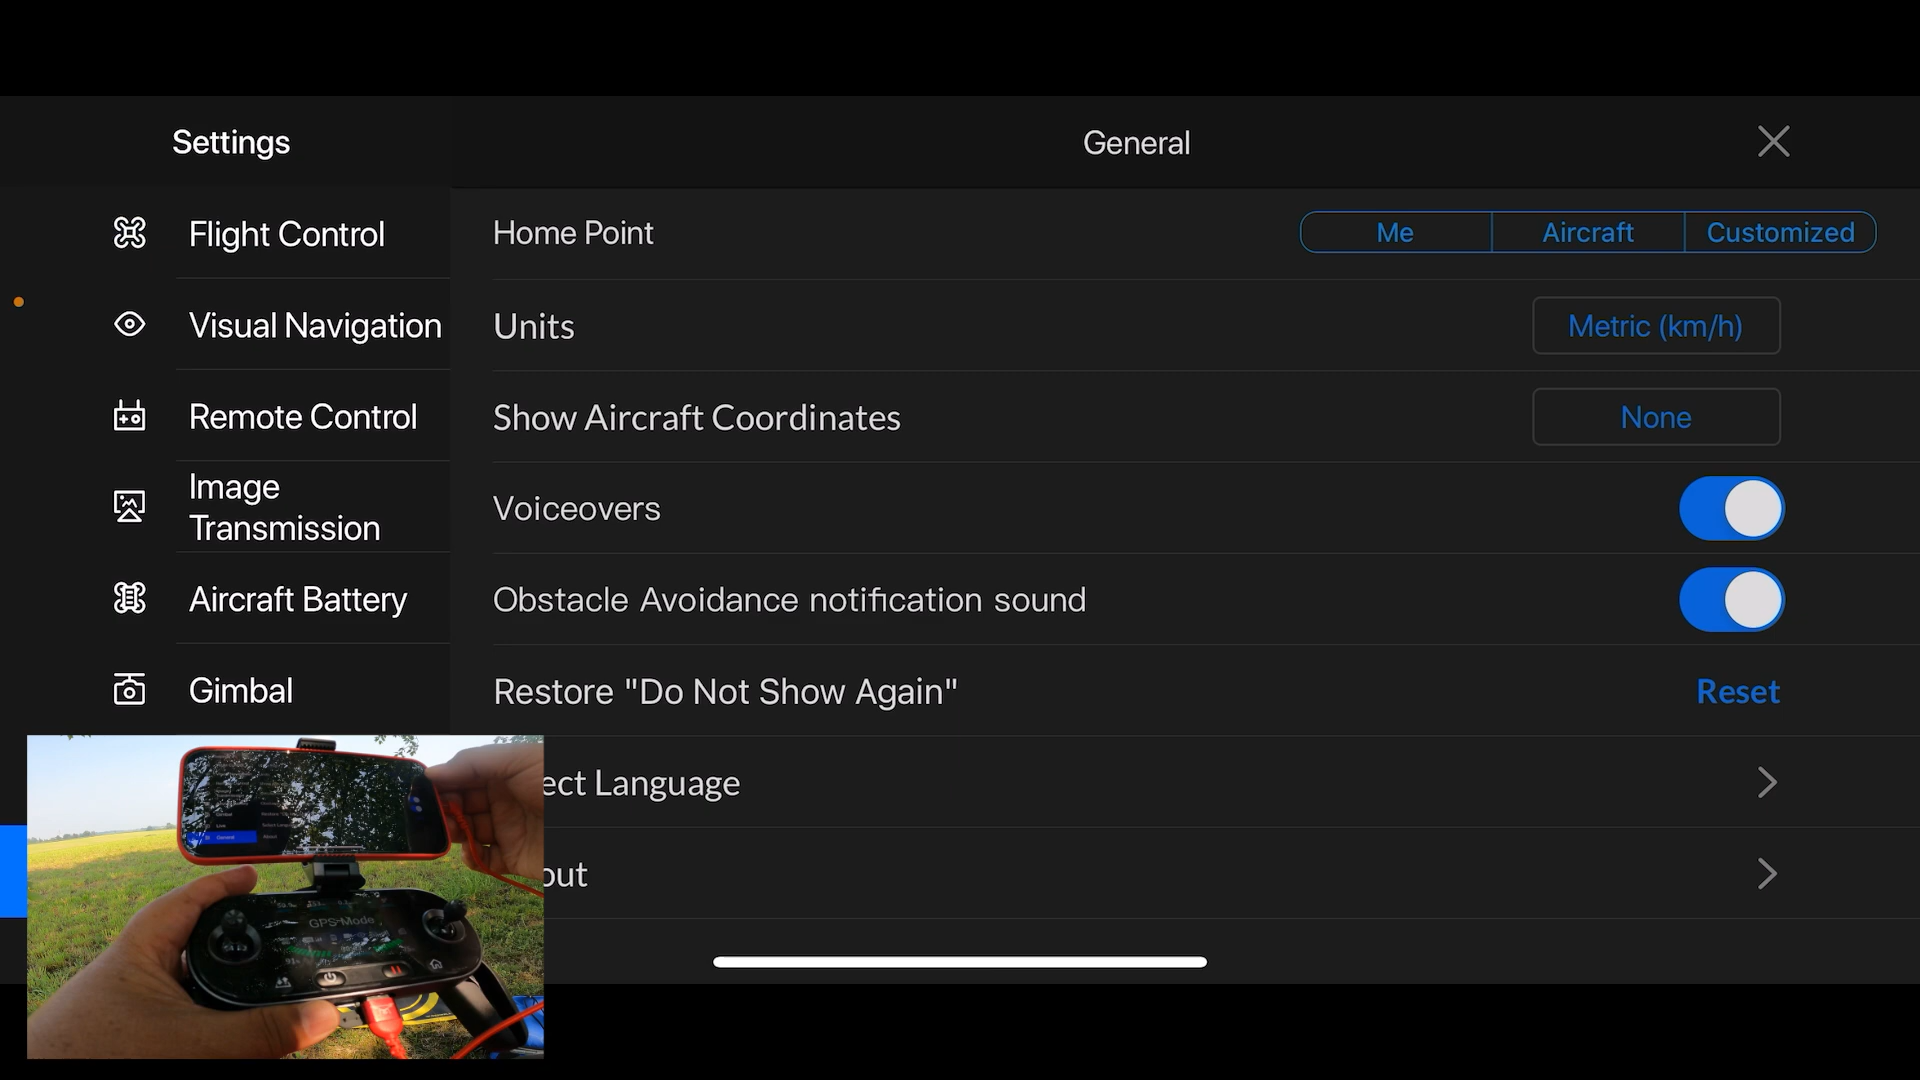 Settings
General
Flight Control
Visual Navigation
Remote Control
Image
Transmission
Aircraft Battery
Gimbal
Home Point
Me
Aircraft
Customized
Units
Metric (km/h)
Show Aircraft Coordinates
None
Voiceovers
Obstacle Avoidance notification sound
Restore "Do Not Show Again"
Reset
ect Language
out
GPS-Mode